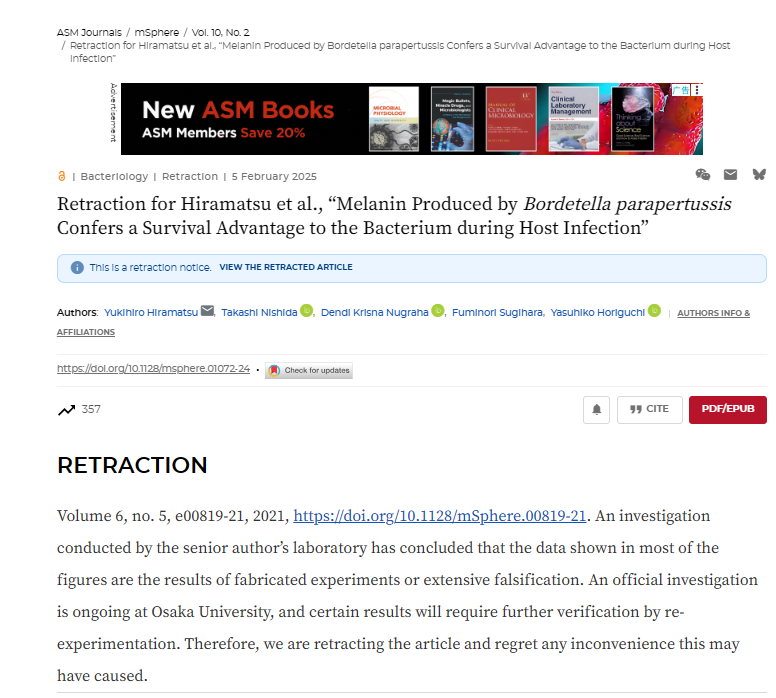 ASM Journals / mSphere / Vol. 10, No. 2
/ Retraction for Hiramatsu et al., “Melanin Produced by Bordetella parapertussis Confers a Survival Advantage to the Bacterium during Host
Infection”
Advertisement
New ASM Books
ASM Members Save 20%
MICROBIAL
PHYSIOLOGY
Magic Bullets,
Miracle Drugs, and
Microbiologists
MANUAL OF
CLINICAL
MICROBIOLOGY
Clinical
Laboratory
Management
Thinking
about
Science
广告
| Bacteriology | Retraction | 5 February 2025
Retraction for Hiramatsu et al., “Melanin Produced by Bordetella parapertussis
Confers a Survival Advantage to the Bacterium during Host Infection”
This is a retraction notice. VIEW THE RETRACTED ARTICLE
Authors: Yukihiro Hiramatsu, Takashi Nishida, Dendi Krisna Nugraha, Fuminori Sugihara, Yasuhiko Horiguchi | AUTHORS INFO &
AFFILIATIONS
https://doi.org/10.1128/msphere.01072-24 • Check for updates
357
CITE
PDF/EPUB
RETRACTION
Volume 6, no. 5, e00819-21, 2021, https://doi.org/10.1128/mSphere.00819-21. An investigation
conducted by the senior author’s laboratory has concluded that the data shown in most of the
figures are the results of fabricated experiments or extensive falsification. An official investigation
is ongoing at Osaka University, and certain results will require further verification by re-
experimentation. Therefore, we are retracting the article and regret any inconvenience this may
have caused.